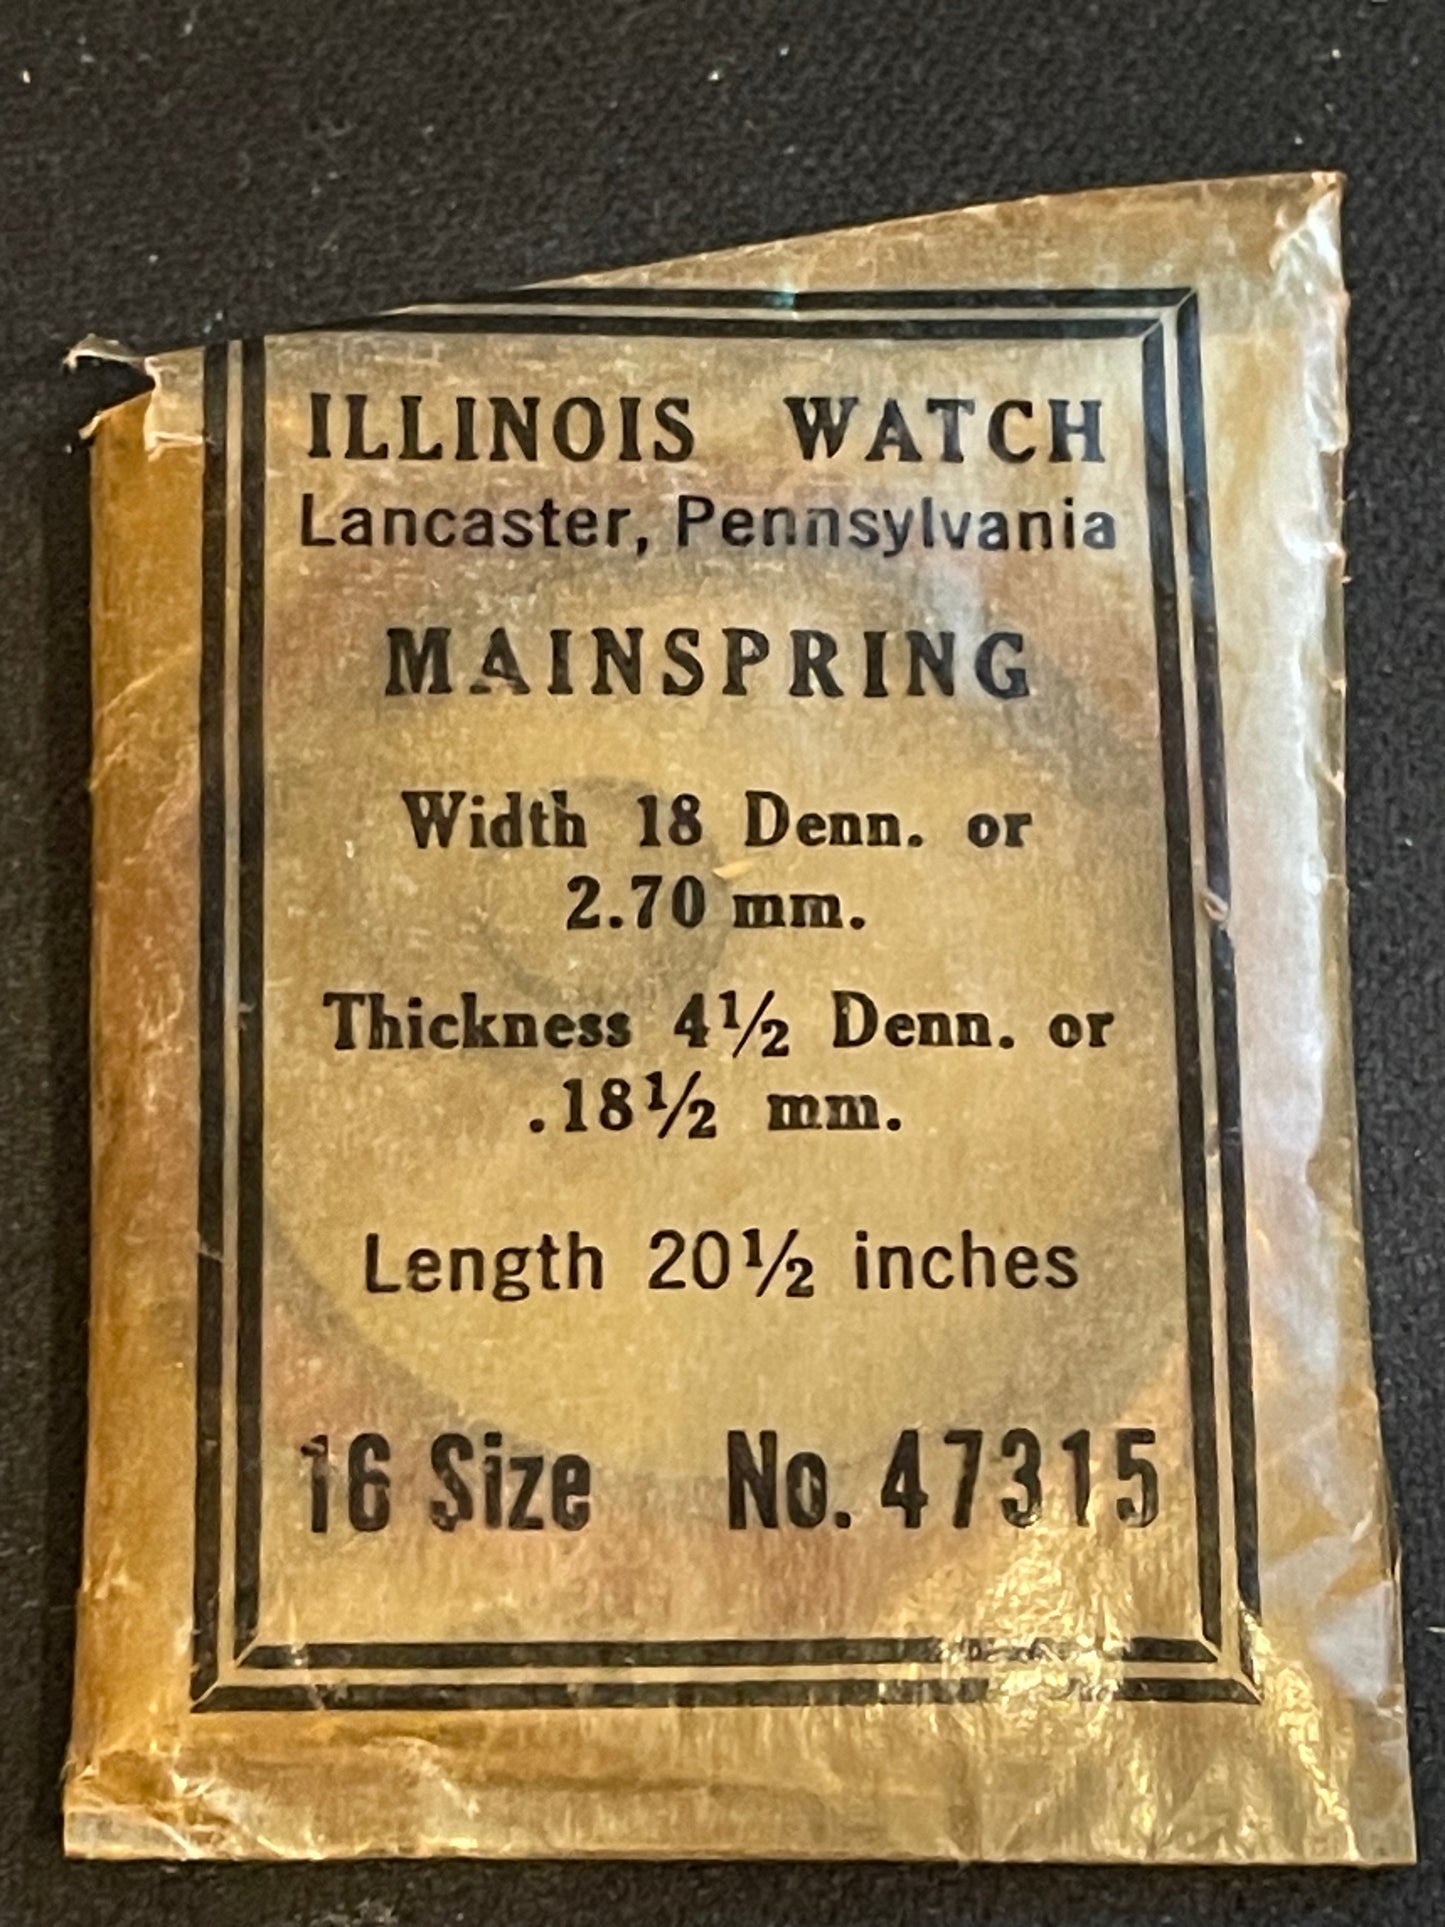 ILLINOIS WATCH
Lancaster, Pennsylvania
MAINSPRING
Width 18 Denn. or
2.70 mm.
Thickness 4½ Denn. or
.18½ mm.
Length 20½ inches
16 Size No. 47315